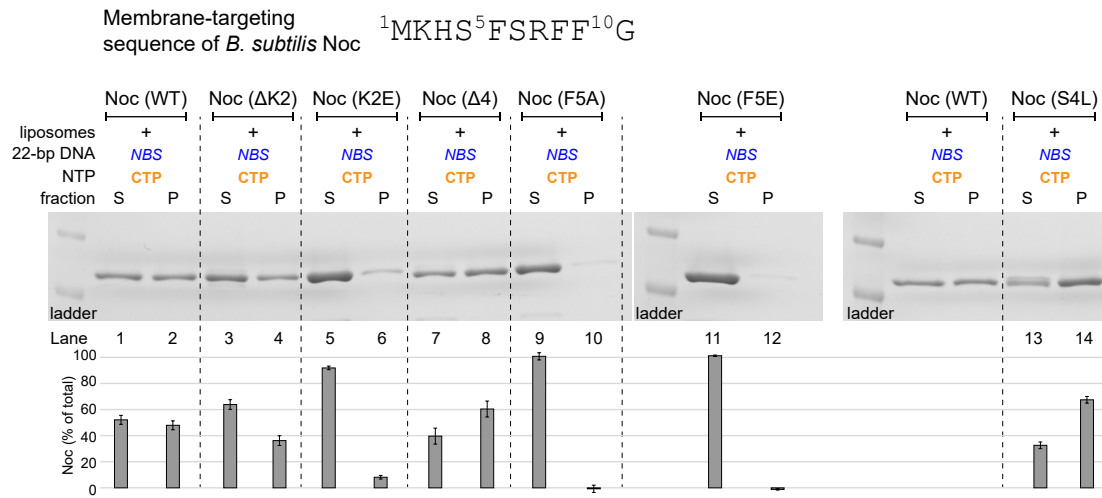 Membrane-targeting
sequence of B. subtilis Noc
¹MKHS⁵FSRFF¹⁰G
Noc (WT) Noc (ΔK2) Noc (K2E) Noc (Δ4) Noc (F5A) Noc (F5E) Noc (WT) Noc (S4L)
liposomes + + + + + + + +
22-bp DNA NBS NBS NBS NBS NBS NBS NBS NBS
NTP CTP CTP CTP CTP CTP CTP CTP CTP
fraction S P S P S P S P S P S P S P S P
ladder ladder ladder
Lane 1 2 3 4 5 6 7 8 9 10 11 12 13 14
Noc (% of total)
100
80
60
40
20
0